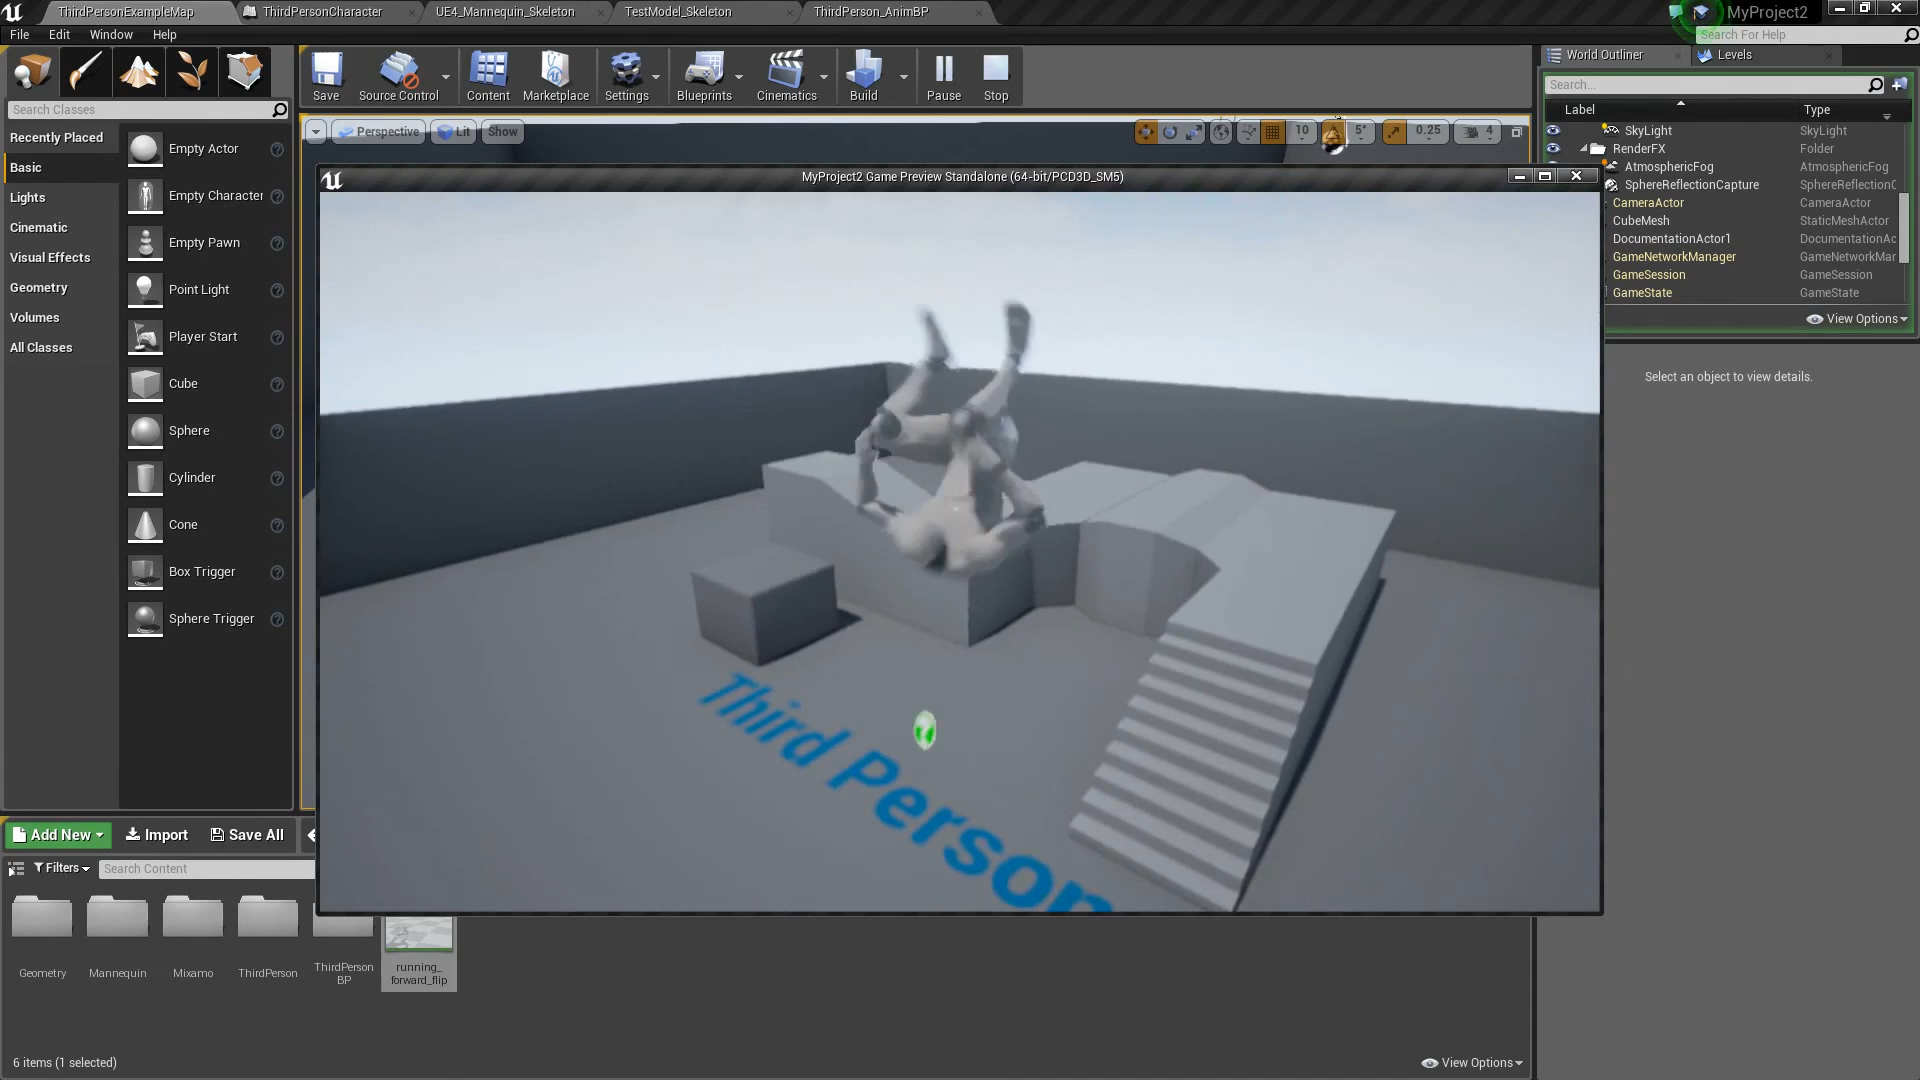 ThirdPersonExampleMap
ThirdPersonCharacter
UE4_Mannequin_Skeleton
TestModel_Skeleton
ThirdPerson_AnimBP
MyProject2
File Edit Window Help
Search For Help
Search Classes
Recently Placed
Basic
Lights
Cinematic
Visual Effects
Geometry
Volumes
All Classes
Empty Actor
Empty Character
Empty Pawn
Point Light
Player Start
Cube
Sphere
Cylinder
Cone
Box Trigger
Sphere Trigger
Save
Source Control
Content
Marketplace
Settings
Blueprints
Cinematics
Build
Pause
Stop
Perspective
Lit
Show
10
5°
0.25
4
MyProject2 Game Preview Standalone (64-bit/PCD3D_SM5)
Third Person
World Outliner
Levels
Search...
Label Type
SkyLight SkyLight
RenderFX Folder
AtmosphericFog AtmosphericFog
SphereReflectionCapture SphereReflectionC
CameraActor CameraActor
CubeMesh StaticMeshActor
DocumentationActor1 DocumentationAc
GameNetworkManager GameNetworkMar
GameSession GameSession
GameState GameState
View Options
Select an object to view details.
Add New
Import
Save All
Filters
Search Content
Geometry
Mannequin
Mixamo
ThirdPerson
ThirdPerson
BP
running_
forward_flip
6 items (1 selected)
View Options